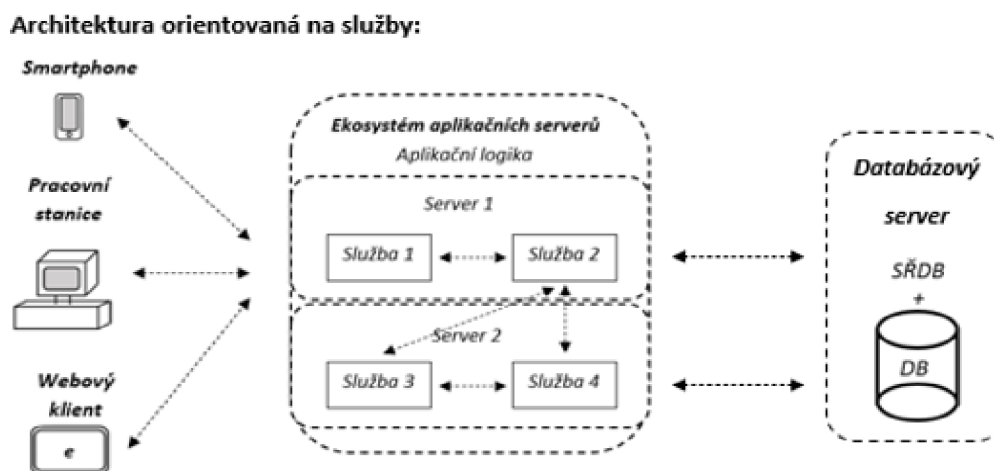 Architektura orientovaná na služby:
Smartphone
Pracovní
stanice
Webový
klient
e
Ekosystém aplikačních serverů
Aplikační logika
Server 1
Služba 1
Služba 2
Server 2
Služba 3
Služba 4
Databázový
server
SŘDB
+
DB